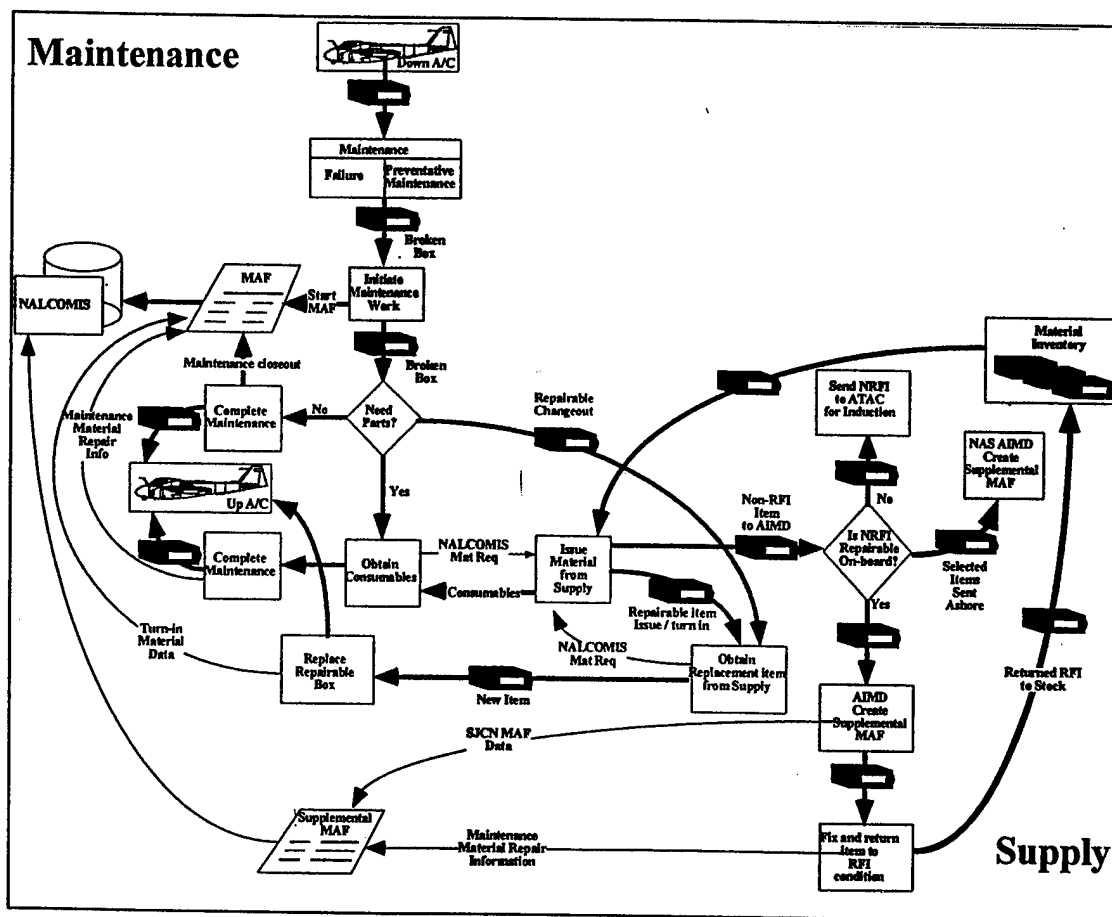 Maintenance
Down A/C
Maintenance
Failure
Preventative
Maintenance
Broken
Box
NALCOMIS
MAF
Start
MAF
Initiate
Maintenance
Work
Broken
Box
Maintenance closeout
Material
Inventory
Send NRFI
to ATAC
for Induction
Repairable
Changeout
Complete
Maintenance
No
Need
Parts?
Maintenance
Material
Repair
Info
NAS AIMD
Create
Supplemental
MAF
Up A/C
Yes
Non-RFI
Item
to AIMD
No
Complete
Maintenance
Obtain
Consumables
NALCOMIS
Mat Req
Consumables
Issue
Material
from
Supply
Is NRFI
Repairable
On-board?
Selected
Items
Sent
Ashore
Yes
Repairable item
Issue / turn in
NALCOMIS
Mat Req
Turn-in
Material
Data
Replace
Repairable
Box
New Item
Obtain
Replacement item
from Supply
Returned RFI
to Stock
AIMD
Create
Supplemental
MAF
SJCN MAF
Data
Supplemental
MAF
Maintenance
Material Repair
Information
Fix and return
item to
RFI
condition
Supply